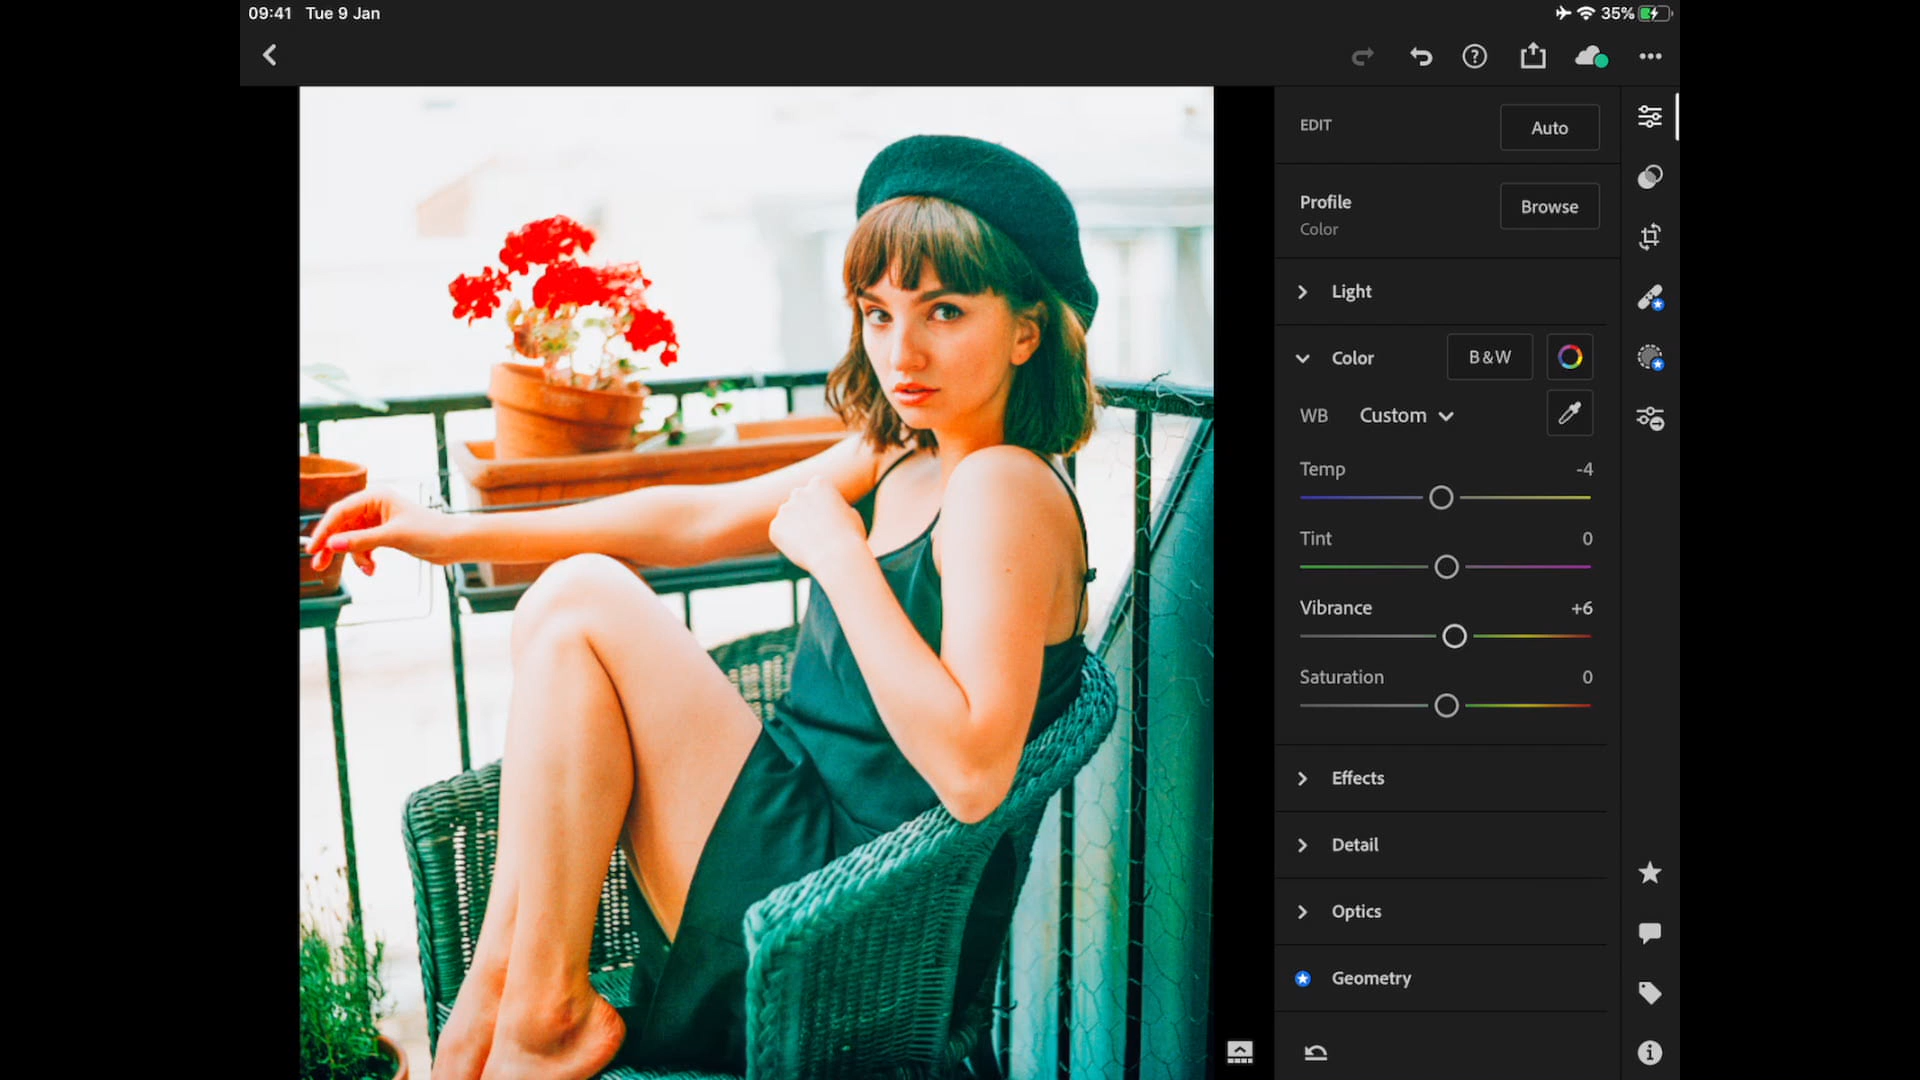 09:41 Tue 9 Jan
35%
EDIT
Auto
Profile
Color
Browse
Light
Color
B&W
WB Custom
Temp -4
Tint 0
Vibrance +6
Saturation 0
Effects
Detail
Optics
Geometry